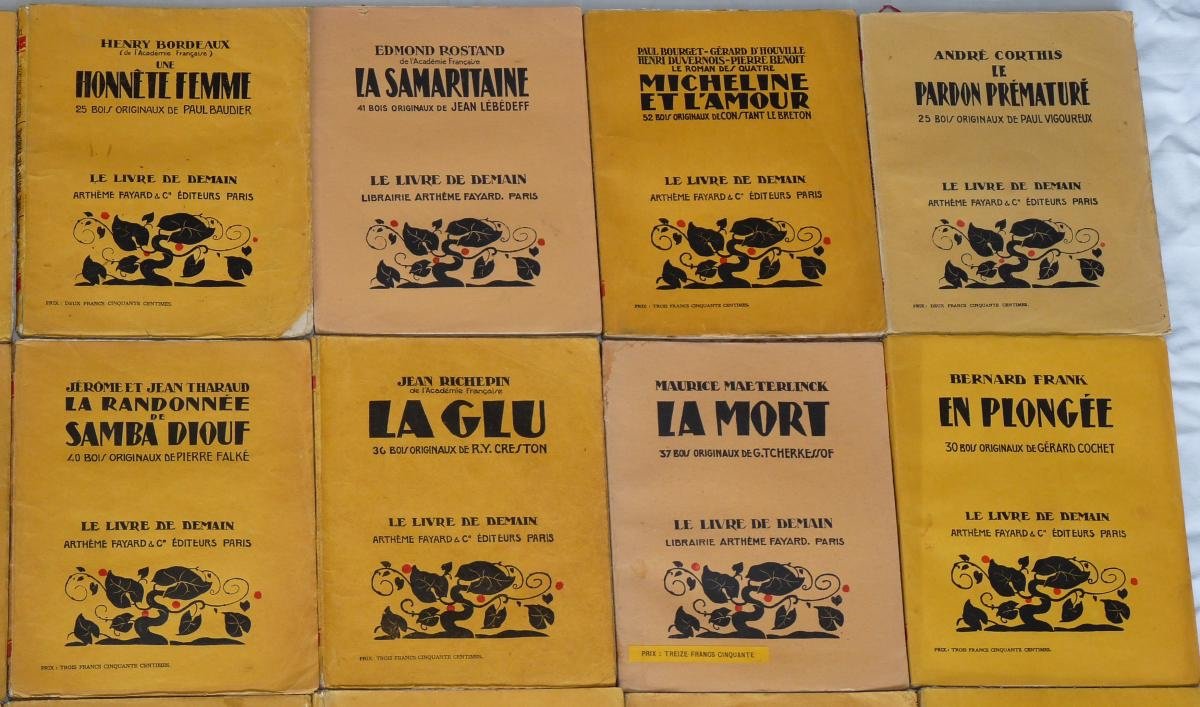 HENRY BORDEAUX
(de l'Académie Française)
UNE
HONNÊTE FEMME
25 BOIS ORIGINAUX DE PAUL BAUDIER
LE LIVRE DE DEMAIN
ARTHÈME FAYARD & Cie ÉDITEURS PARIS
PRIX : DEUX FRANCS CINQUANTE CENTIMES.
EDMOND ROSTAND
de l'Académie Française
LA SAMARITAINE
41 BOIS ORIGINAUX DE JEAN LÉBÉDEFF
LE LIVRE DE DEMAIN
LIBRAIRIE ARTHÈME FAYARD. PARIS
PAUL BOURGET-GÉRARD D'HOUVILLE
HENRI DUVERNOIS-PIERRE BENOIT
LE ROMAN DES QUATRE
MICHELINE
ET L'AMOUR
52 BOIS ORIGINAUX DE CONSTANT LE BRETON
LE LIVRE DE DEMAIN
ARTHÈME FAYARD & Cie ÉDITEURS PARIS
PRIX : TROIS FRANCS CINQUANTE CENTIMES.
ANDRÉ CORTHIS
LE
PARDON PRÉMATURÉ
25 BOIS ORIGINAUX DE PAUL VIGOUREUX
LE LIVRE DE DEMAIN
ARTHÈME FAYARD & Cie ÉDITEURS PARIS
PRIX : DEUX FRANCS CINQUANTE CENTIMES.
JÉRÔME ET JEAN THARAUD
LA RANDONNÉE
DE
SAMBA DIOUF
40 BOIS ORIGINAUX DE PIERRE FALKÉ
LE LIVRE DE DEMAIN
ARTHÈME FAYARD & Cie ÉDITEURS PARIS
PRIX : TROIS FRANCS CINQUANTE CENTIMES.
JEAN RICHEPIN
de l'Académie Française
LA GLU
36 BOIS ORIGINAUX DE R.Y. CRESTON
LE LIVRE DE DEMAIN
ARTHÈME FAYARD & Cie ÉDITEURS PARIS
PRIX : TROIS FRANCS CINQUANTE CENTIMES.
MAURICE MAETERLINCK
LA MORT
37 BOIS ORIGINAUX DE G.TCHERKESSOF
LE LIVRE DE DEMAIN
LIBRAIRIE ARTHÈME FAYARD. PARIS
PRIX : TREIZE FRANCS CINQUANTE
BERNARD FRANK
EN PLONGÉE
30 BOIS ORIGINAUX DE GÉRARD COCHET
LE LIVRE DE DEMAIN
ARTHÈME FAYARD & Cie ÉDITEURS PARIS
PRIX : TROIS FRANCS CINQUANTE CENTIMES.